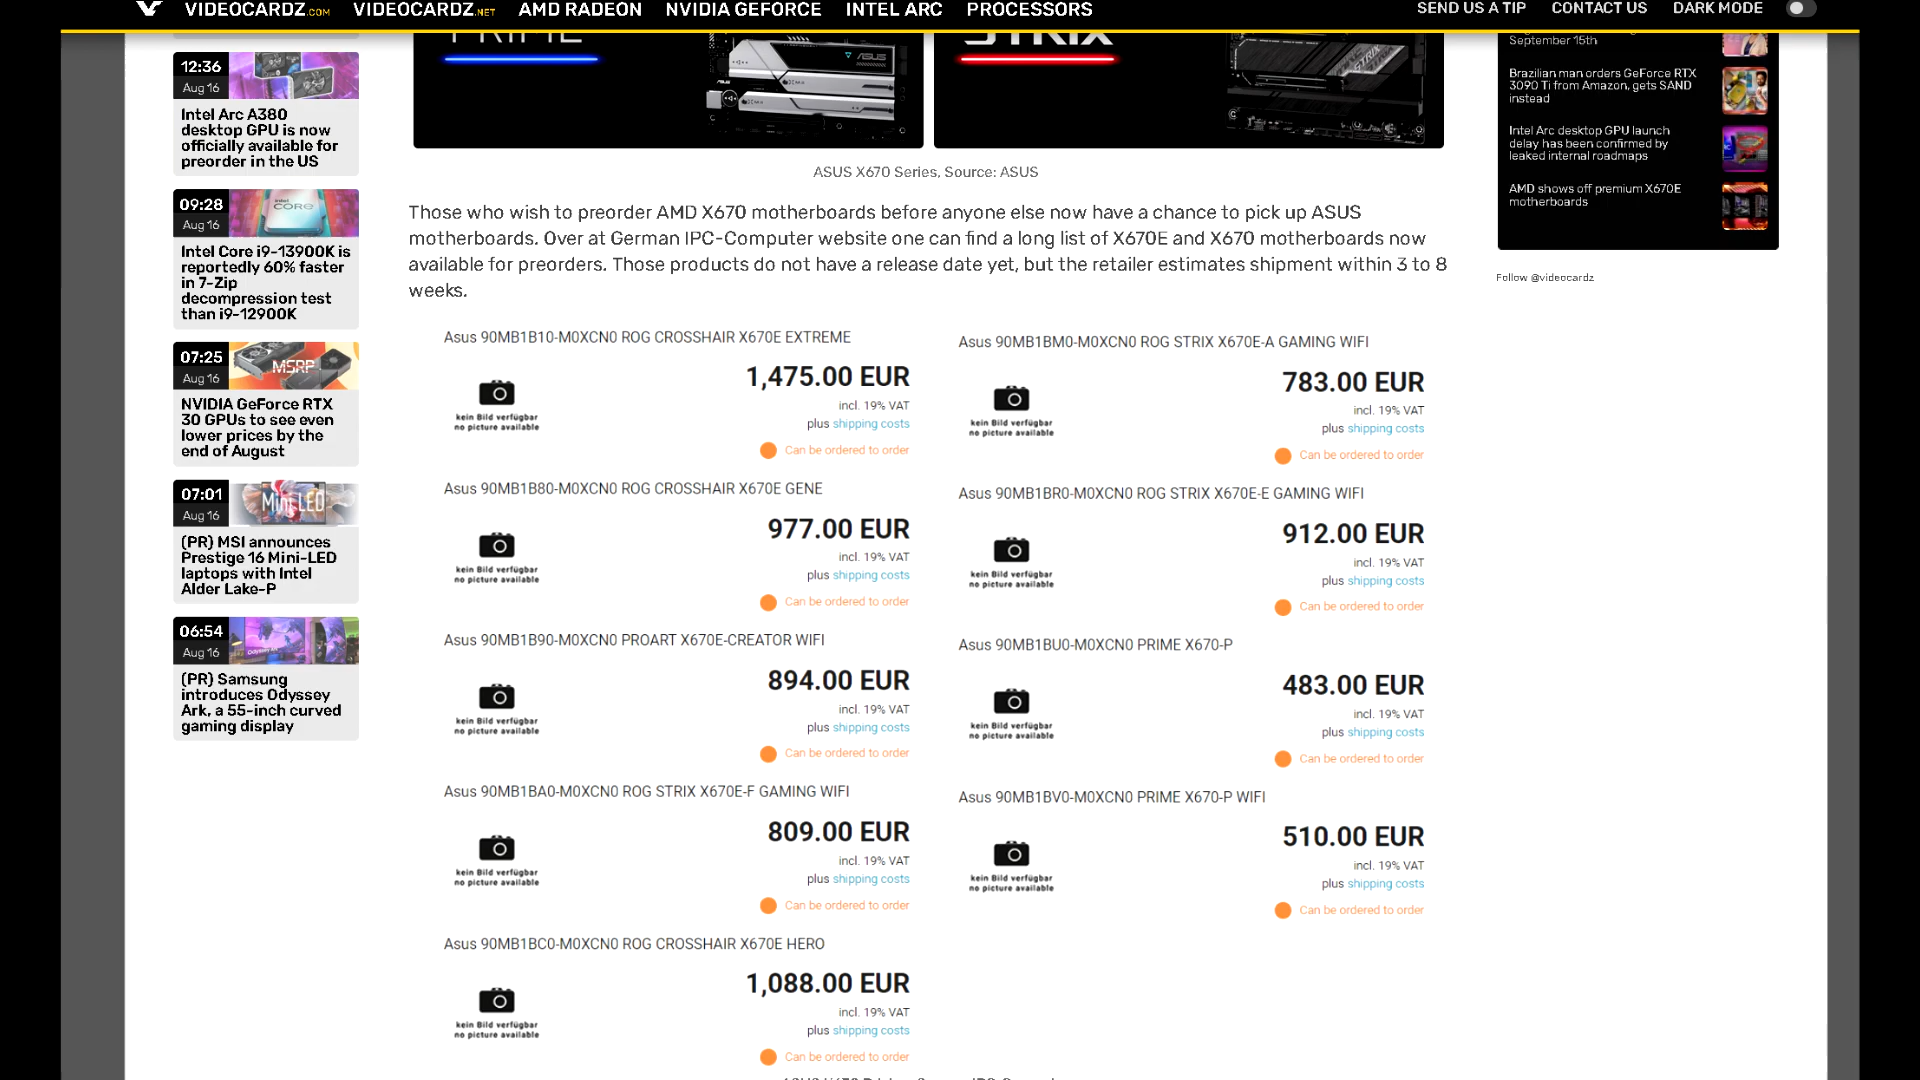 VIDEOCARDZ.COM VIDEOCARDZ.NET AMD RADEON NVIDIA GEFORCE INTEL ARC PROCESSORS SEND US A TIP CONTACT US DARK MODE
12:36
Aug 16
Intel Arc A380
desktop GPU is now
officially available for
preorder in the US
09:28
Aug 16
intel
CORE
Intel Core i9-13900K is
reportedly 60% faster
in 7-Zip
decompression test
than i9-12900K
07:25
Aug 16
MSRP
NVIDIA GeForce RTX
30 GPUs to see even
lower prices by the
end of August
07:01
Aug 16
Mini LED
(PR) MSI announces
Prestige 16 Mini-LED
laptops with Intel
Alder Lake-P
06:54
Aug 16
(PR) Samsung
introduces Odyssey
Ark, a 55-inch curved
gaming display
PRIME
STRIX
ASUS X670 Series, Source: ASUS
Those who wish to preorder AMD X670 motherboards before anyone else now have a chance to pick up ASUS
motherboards. Over at German IPC-Computer website one can find a long list of X670E and X670 motherboards now
available for preorders. Those products do not have a release date yet, but the retailer estimates shipment within 3 to 8
weeks.
Asus 90MB1B10-M0XCN0 ROG CROSSHAIR X670E EXTREME
kein Bild verfügbar
no picture available
1,475.00 EUR
incl. 19% VAT
plus shipping costs
Can be ordered to order
Asus 90MB1B80-M0XCN0 ROG CROSSHAIR X670E GENE
kein Bild verfügbar
no picture available
977.00 EUR
incl. 19% VAT
plus shipping costs
Can be ordered to order
Asus 90MB1B90-M0XCN0 PROART X670E-CREATOR WIFI
kein Bild verfügbar
no picture available
894.00 EUR
incl. 19% VAT
plus shipping costs
Can be ordered to order
Asus 90MB1BA0-M0XCN0 ROG STRIX X670E-F GAMING WIFI
kein Bild verfügbar
no picture available
809.00 EUR
incl. 19% VAT
plus shipping costs
Can be ordered to order
Asus 90MB1BC0-M0XCN0 ROG CROSSHAIR X670E HERO
kein Bild verfügbar
no picture available
1,088.00 EUR
incl. 19% VAT
plus shipping costs
Can be ordered to order
Asus 90MB1BM0-M0XCN0 ROG STRIX X670E-A GAMING WIFI
kein Bild verfügbar
no picture available
783.00 EUR
incl. 19% VAT
plus shipping costs
Can be ordered to order
Asus 90MB1BR0-M0XCN0 ROG STRIX X670E-E GAMING WIFI
kein Bild verfügbar
no picture available
912.00 EUR
incl. 19% VAT
plus shipping costs
Can be ordered to order
Asus 90MB1BU0-M0XCN0 PRIME X670-P
kein Bild verfügbar
no picture available
483.00 EUR
incl. 19% VAT
plus shipping costs
Can be ordered to order
Asus 90MB1BV0-M0XCN0 PRIME X670-P WIFI
kein Bild verfügbar
no picture available
510.00 EUR
incl. 19% VAT
plus shipping costs
Can be ordered to order
September 15th
Brazilian man orders GeForce RTX
3090 Ti from Amazon, gets SAND
instead
Intel Arc desktop GPU launch
delay has been confirmed by
leaked internal roadmaps
AMD shows off premium X670E
motherboards
Follow @videocardz